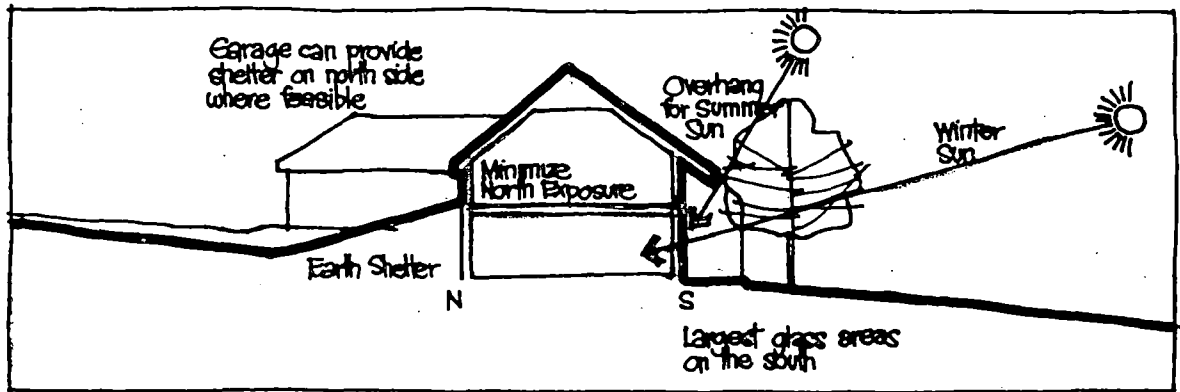 Garage can provide
shelter on north side
where feasible
Overhang
for Summer
Sun
Winter
Sun
Minimize
North Exposure
Earth Shelter
N
S
Largest glass areas
on the south